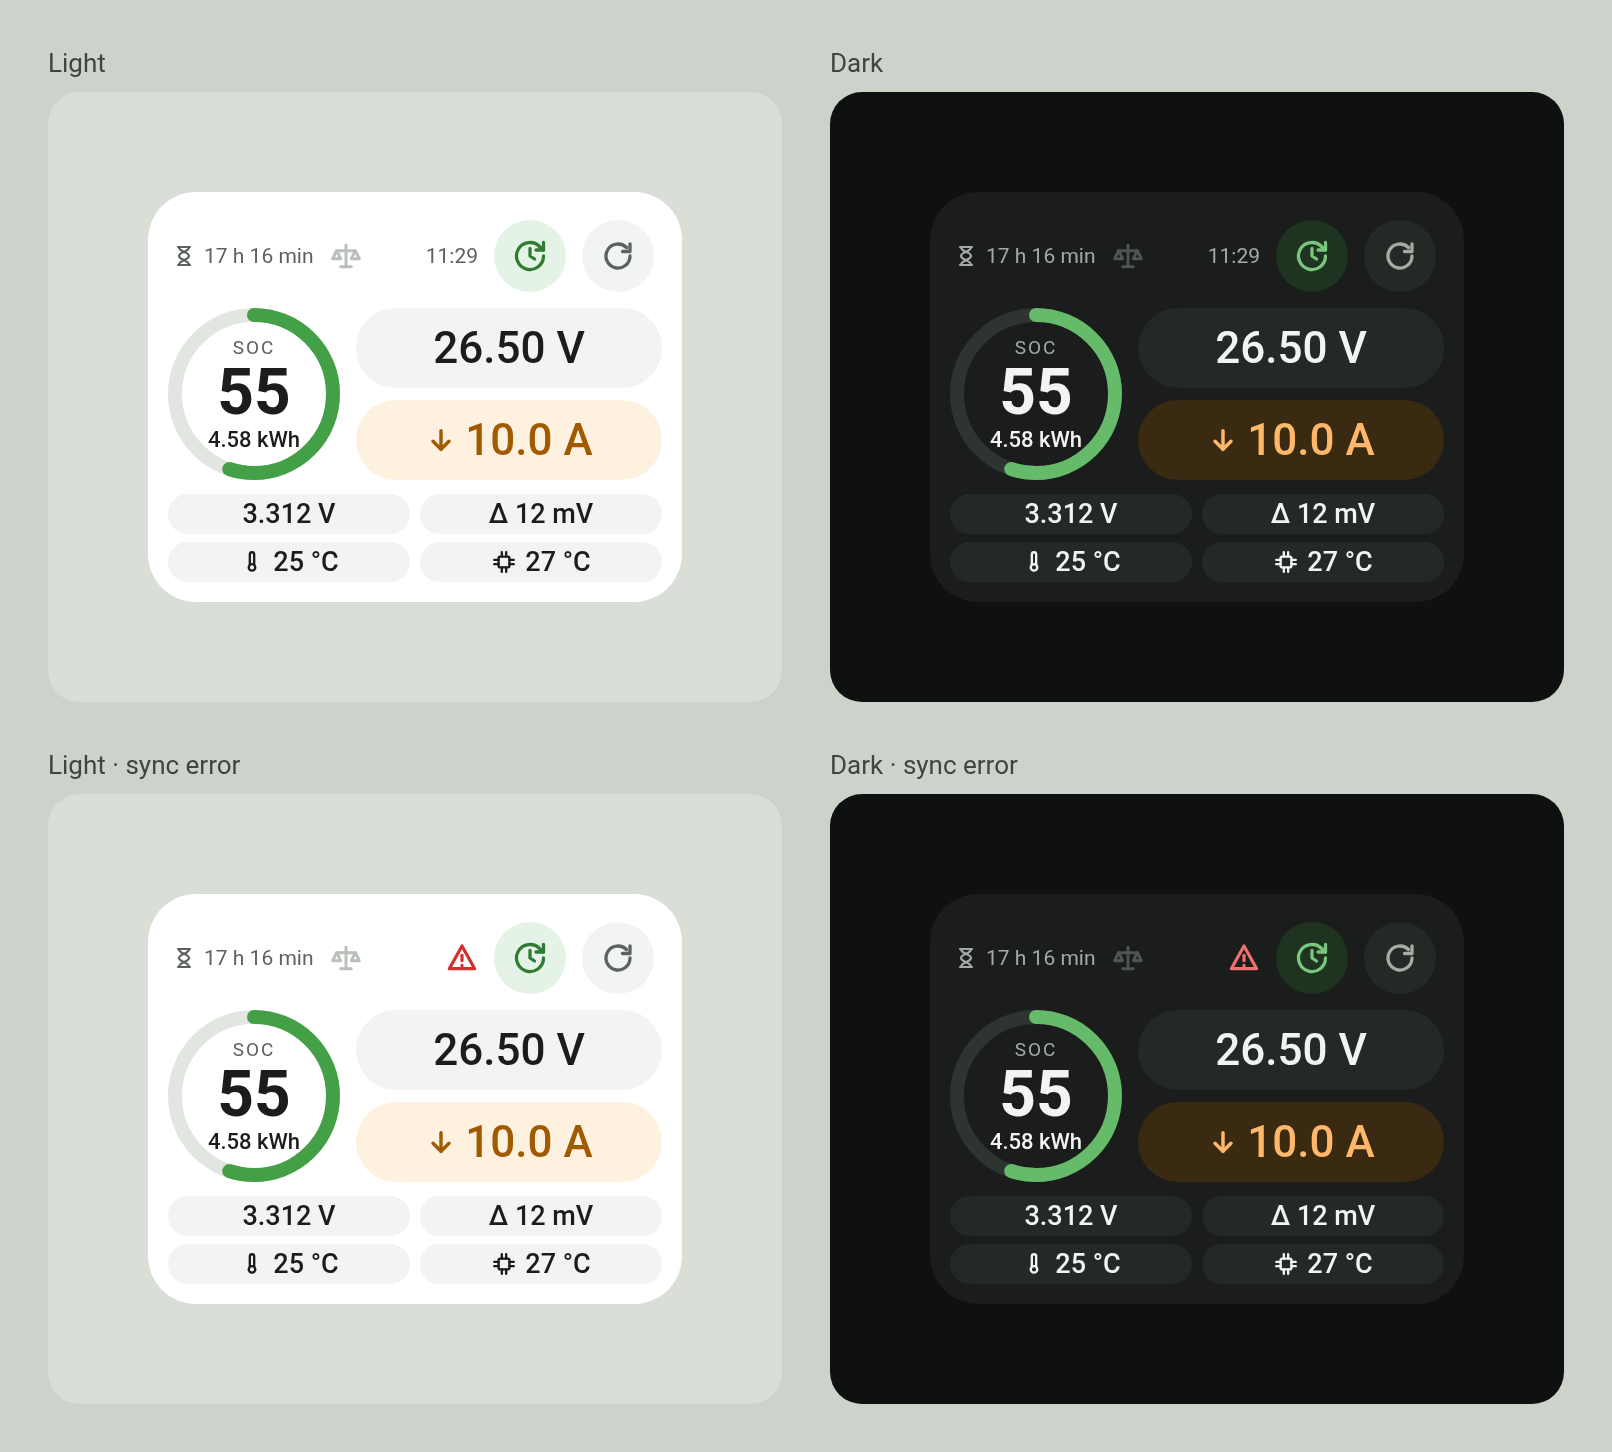 Light
17 h 16 min 11:29
SOC
55
4.58 kWh
26.50 V
↓ 10.0 A
3.312 V
Δ 12 mV
25 °C
27 °C
Dark
17 h 16 min 11:29
SOC
55
4.58 kWh
26.50 V
↓ 10.0 A
3.312 V
Δ 12 mV
25 °C
27 °C
Light · sync error
17 h 16 min
SOC
55
4.58 kWh
26.50 V
↓ 10.0 A
3.312 V
Δ 12 mV
25 °C
27 °C
Dark · sync error
17 h 16 min
SOC
55
4.58 kWh
26.50 V
↓ 10.0 A
3.312 V
Δ 12 mV
25 °C
27 °C